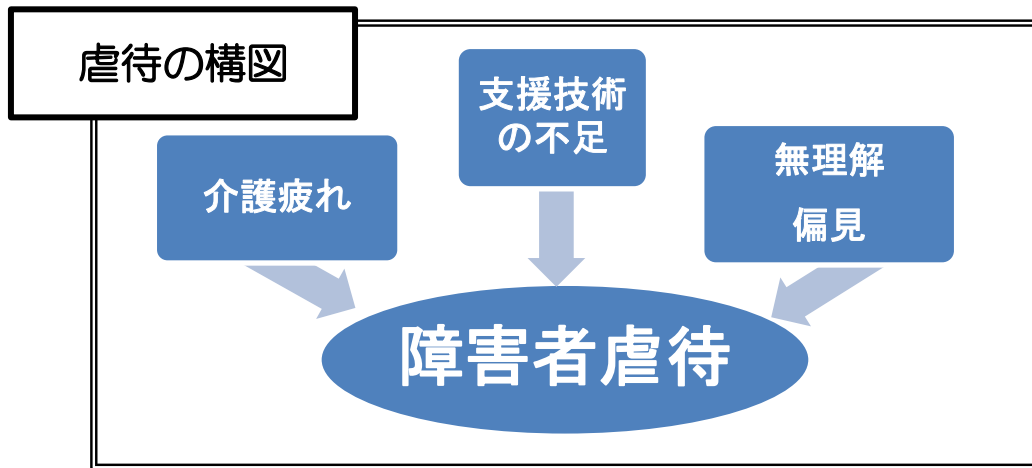 虐待の構図
支援技術
の不足
介護疲れ
無理解
偏見
障害者虐待